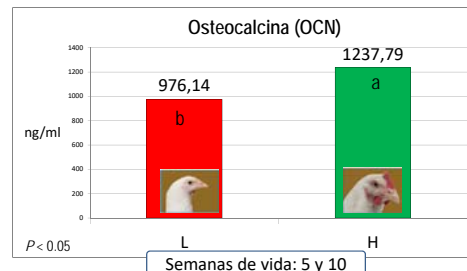 Osteocalcina (OCN)
1400
1200
1000
800
600
400
200
0
ng/ml
976,14
b
1237,79
a
L
H
P < 0.05
Semanas de vida: 5 y 10